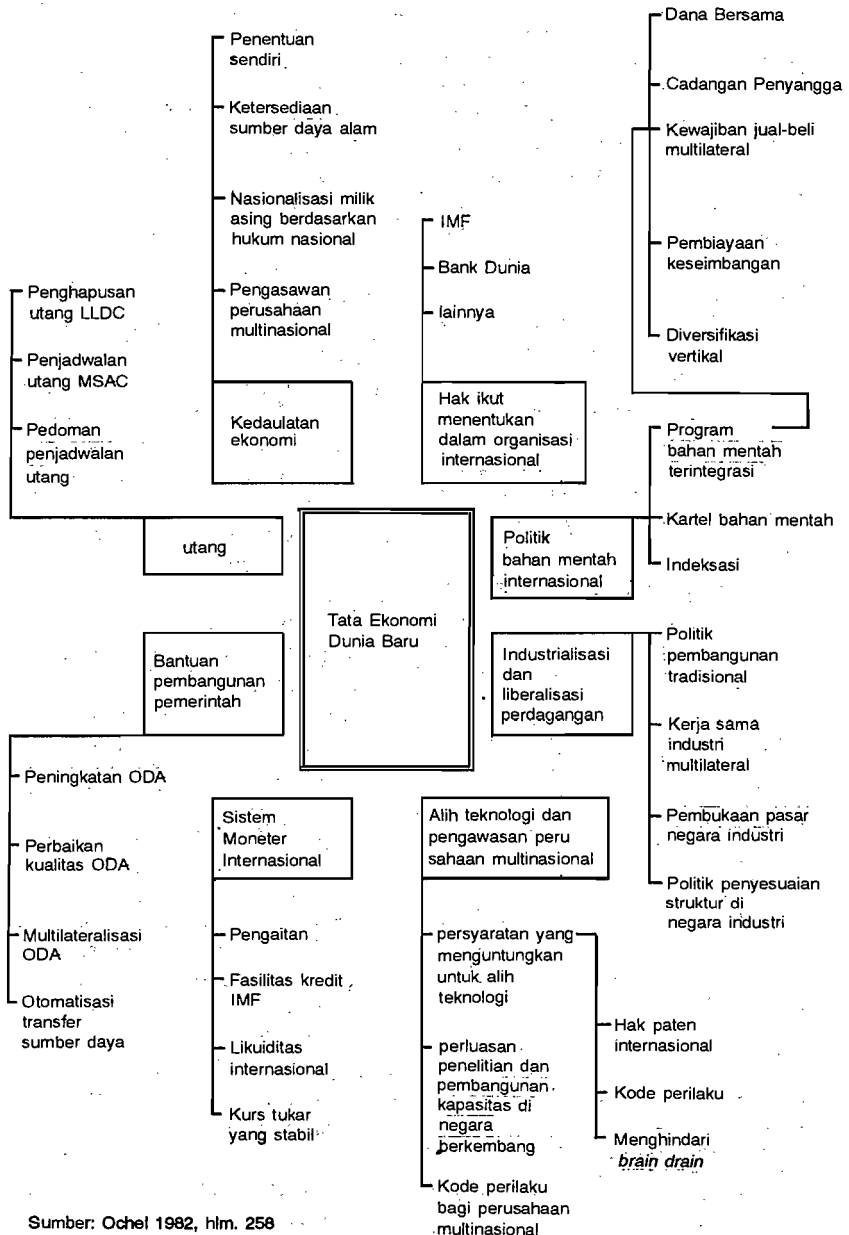 Penentuan
sendiri
Ketersediaan
sumber daya alam
Nasionalisasi milik
asing berdasarkan
hukum nasional
Pengasawan
perusahaan
multinasional
Kedaulatan
ekonomi
IMF
Bank Dunia
lainnya
Hak ikut
menentukan
dalam organisasi
internasional
Dana Bersama
Cadangan Penyangga
Kewajiban jual-beli
multilateral
Pembiayaan
keseimbangan
Diversifikasi
vertikal
Program
bahan mentah
terintegrasi
Kartel bahan mentah
Indeksasi
Politik
bahan mentah
internasional
Penghapusan
utang LLDC
Penjadwalan
utang MSAC
Pedoman
penjadwalan
utang
utang
Tata Ekonomi
Dunia Baru
Bantuan
pembangunan
pemerintah
Peningkatan ODA
Perbaikan
kualitas ODA
Multilateralisasi
ODA
Otomatisasi
transfer
sumber daya
Industrialisasi
dan
liberalisasi
perdagangan
Politik
pembangunan
tradisional
Kerja sama
industri
multilateral
Pembukaan pasar
negara industri
Politik penyesuaian
struktur di
negara industri
Sistem
Moneter
Internasional
Pengaitan
Fasilitas kredit
IMF
Likuiditas
internasional
Kurs tukar
yang stabil
Alih teknologi dan
pengawasan peru
sahaan multinasional
persyaratan yang
menguntungkan
untuk alih
teknologi
perluasan
penelitian dan
pembangunan
kapasitas di
negara
berkembang
Kode perilaku
bagi perusahaan
multinasional
Hak paten
internasional
Kode perilaku
Menghindari
brain drain
Sumber: Ochel 1982, hlm. 258